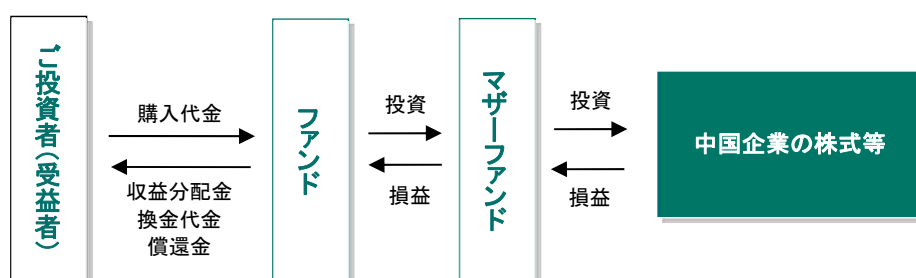 ご投資者(受益者)
購入代金
収益分配金
換金代金
償還金
ファンド
投資
損益
マザーファンド
投資
損益
中国企業の株式等